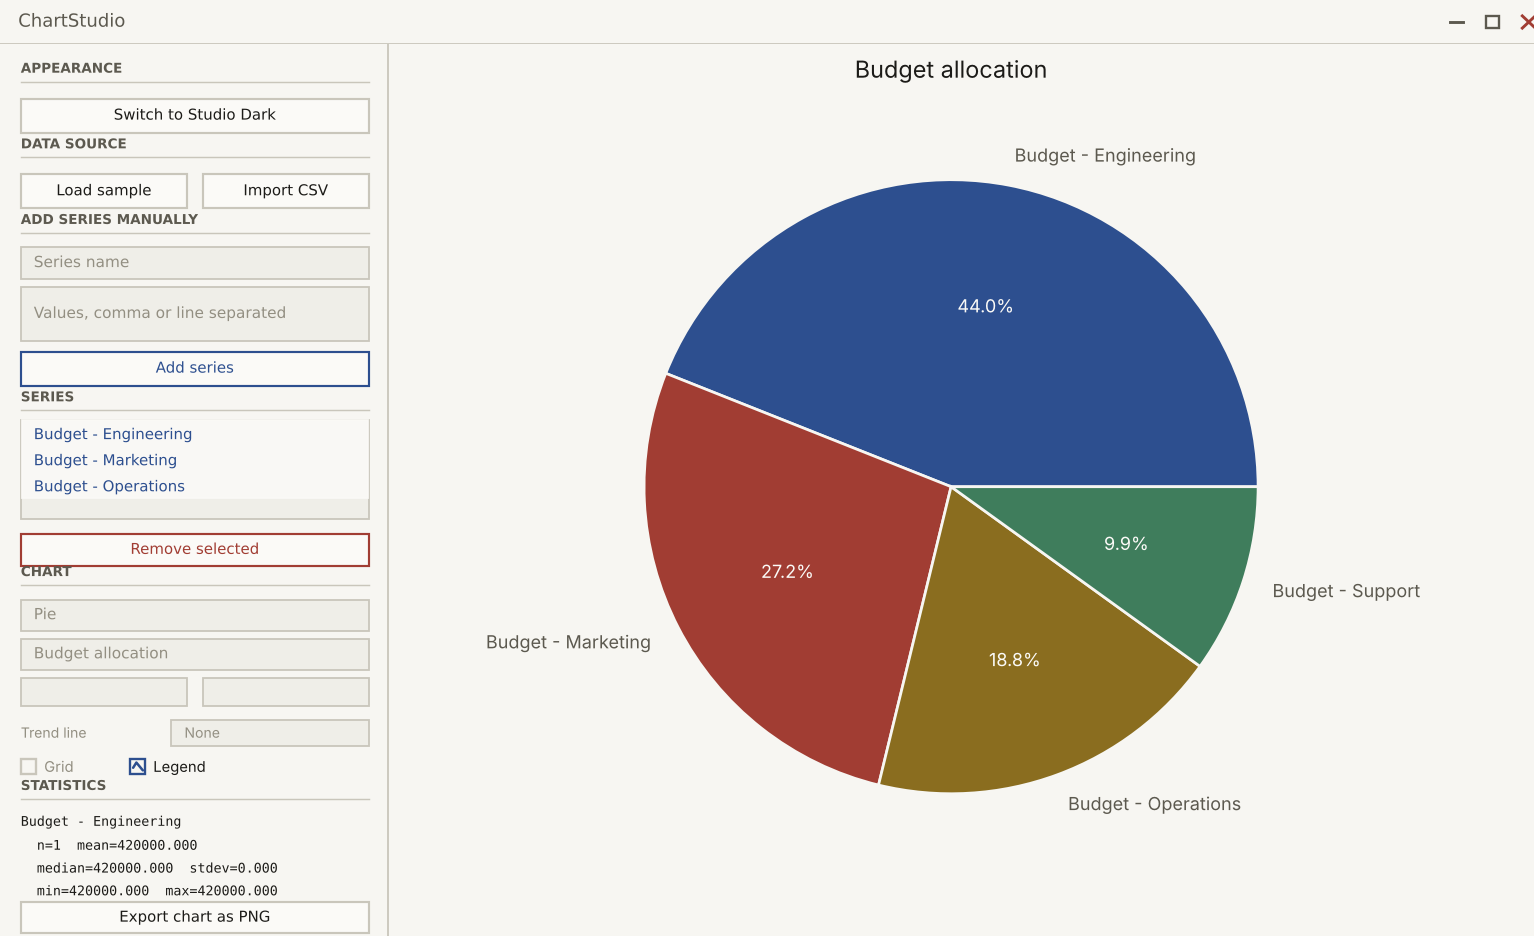 ChartStudio
APPEARANCE
Switch to Studio Dark
DATA SOURCE
Load sample
Import CSV
ADD SERIES MANUALLY
Series name
Values, comma or line separated
Add series
SERIES
Budget - Engineering
Budget - Marketing
Budget - Operations
Remove selected
CHART
Pie
Budget allocation
Trend line
None
Grid
Legend
STATISTICS
Budget - Engineering
n=1  mean=420000.000
median=420000.000  stdev=0.000
min=420000.000  max=420000.000
Export chart as PNG
Budget allocation
Budget - Engineering
44.0%
9.9%
27.2%
Budget - Support
Budget - Marketing
18.8%
Budget - Operations